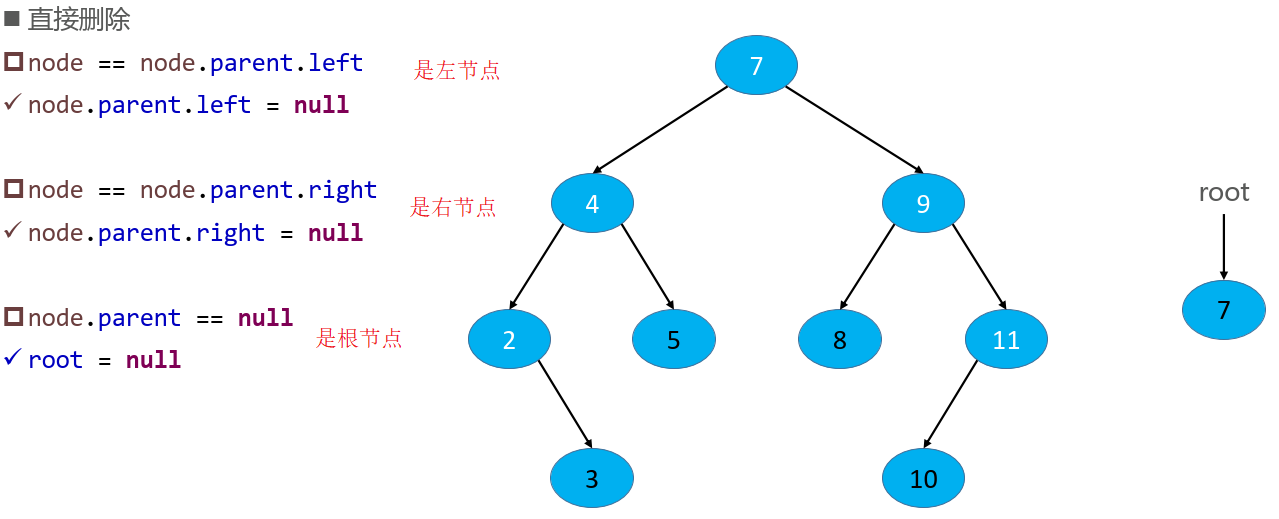 ■ 直接删除
node == node.parent.left 是左节点
✓ node.parent.left = null
node == node.parent.right 是右节点
✓ node.parent.right = null
node.parent == null 是根节点
✓ root = null
7
4
9
2
5
8
11
3
10
root
7